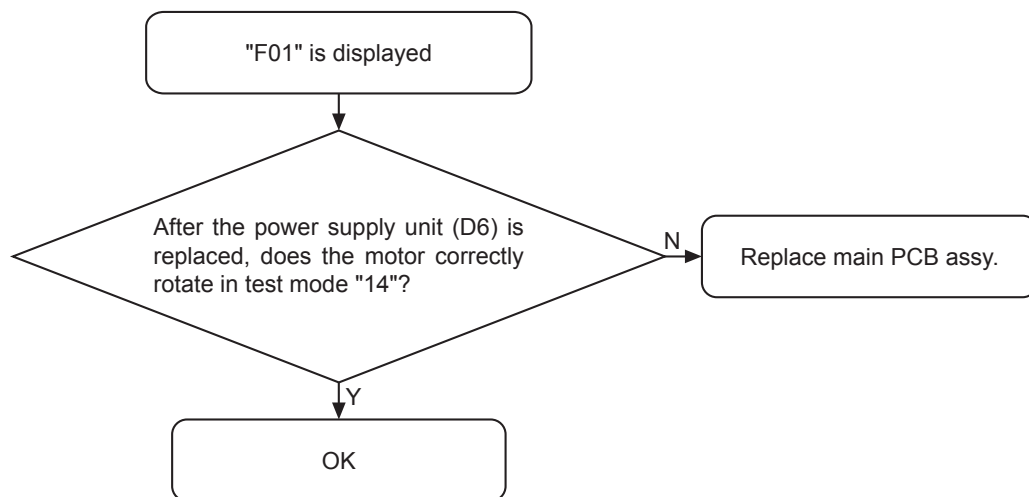 "F01" is displayed
After the power supply unit (D6) is
replaced, does the motor correctly
rotate in test mode "14"?
N
Replace main PCB assy.
Y
OK